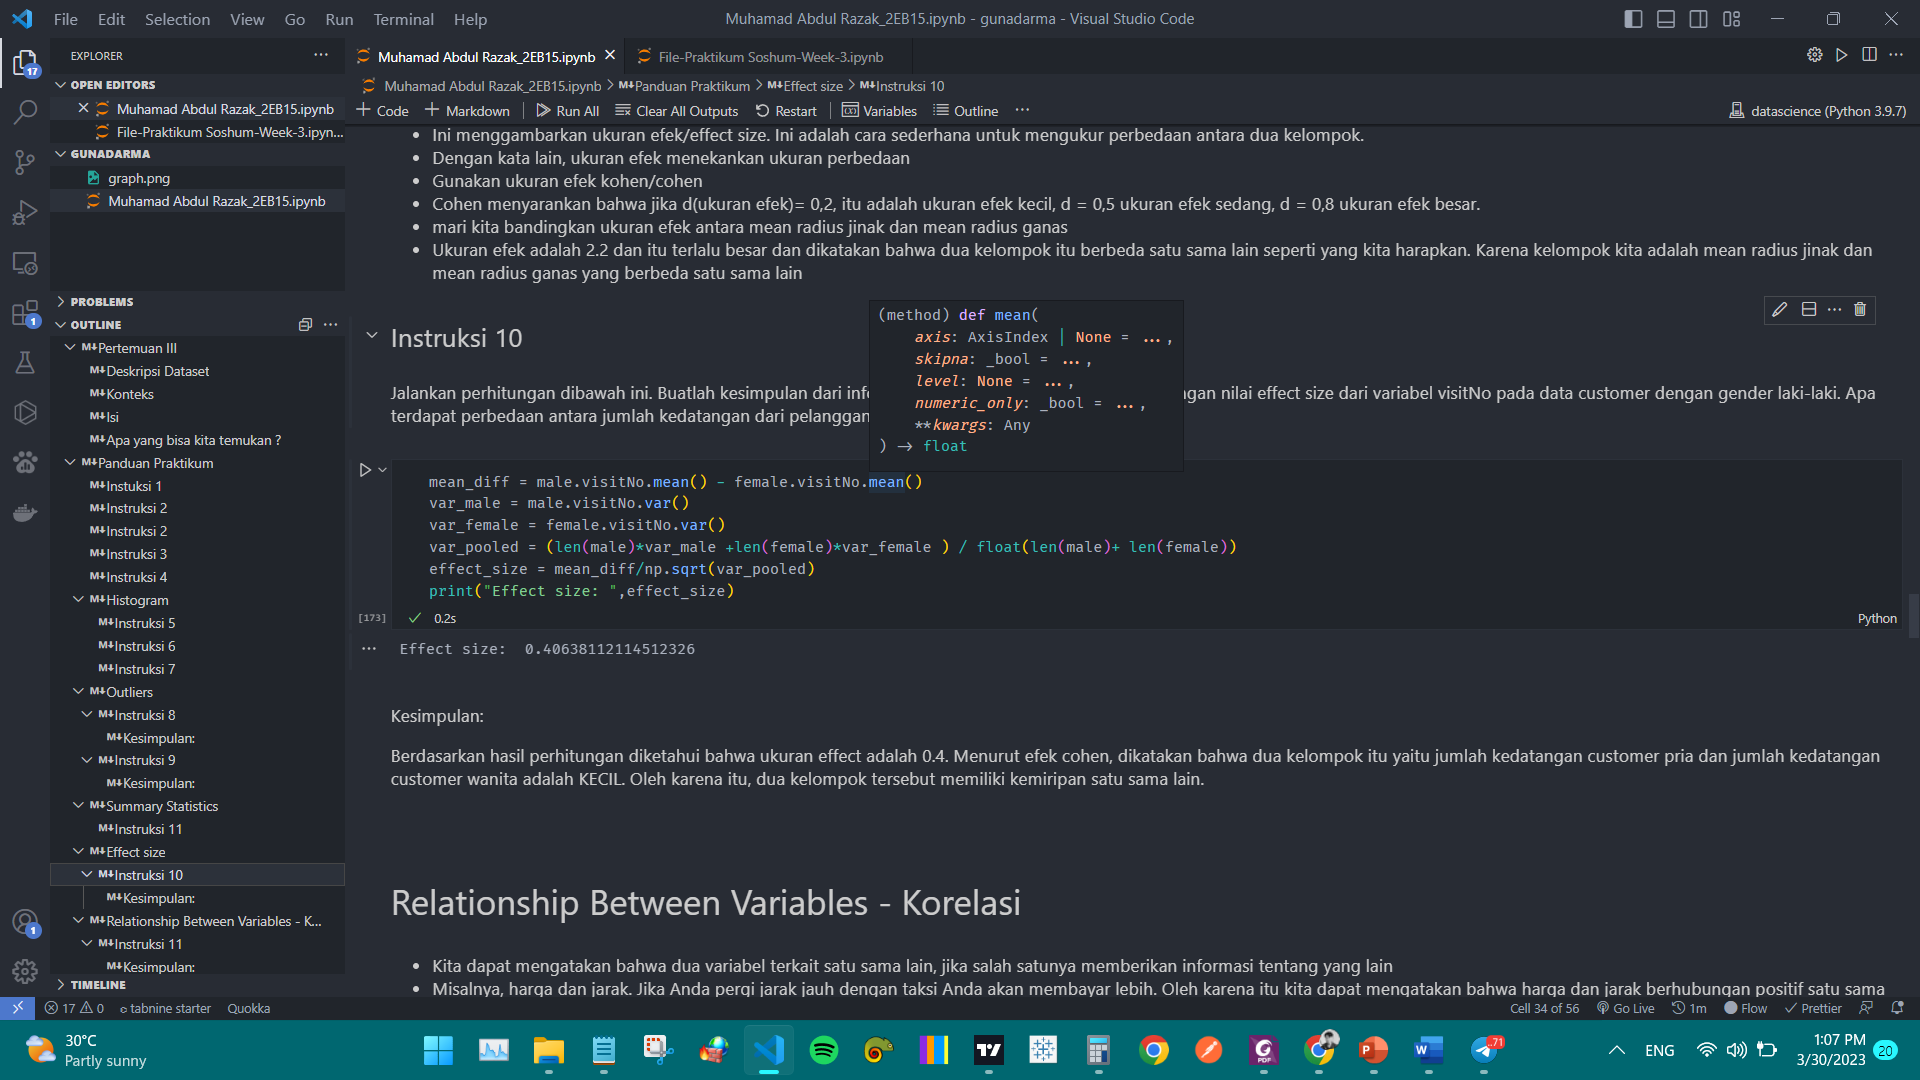 File Edit Selection View Go Run Terminal Help
Muhamad Abdul Razak_2EB15.ipynb - gunadarma - Visual Studio Code
EXPLORER
Muhamad Abdul Razak_2EB15.ipynb
File-Praktikum Soshum-Week-3.ipynb
OPEN EDITORS
Muhamad Abdul Razak_2EB15.ipynb
File-Praktikum Soshum-Week-3.ipyn...
GUNADARMA
graph.png
Muhamad Abdul Razak_2EB15.ipynb
PROBLEMS
OUTLINE
M↓Pertemuan III
M↓Deskripsi Dataset
M↓Konteks
M↓Isi
M↓Apa yang bisa kita temukan ?
M↓Panduan Praktikum
M↓Instuksi 1
M↓Instruksi 2
M↓Instruksi 2
M↓Instruksi 3
M↓Instruksi 4
M↓Histogram
M↓Instruksi 5
M↓Instruksi 6
M↓Instruksi 7
M↓Outliers
M↓Instruksi 8
M↓Kesimpulan:
M↓Instruksi 9
M↓Kesimpulan:
M↓Summary Statistics
M↓Instruksi 11
M↓Effect size
M↓Instruksi 10
M↓Kesimpulan:
M↓Relationship Between Variables - K...
M↓Instruksi 11
M↓Kesimpulan:
TIMELINE
17
1
1
Muhamad Abdul Razak_2EB15.ipynb > M↓Panduan Praktikum > M↓Effect size > M↓Instruksi 10
+ Code + Markdown Run All Clear All Outputs Restart Variables Outline ...
datascience (Python 3.9.7)
• Ini menggambarkan ukuran efek/effect size. Ini adalah cara sederhana untuk mengukur perbedaan antara dua kelompok.
• Dengan kata lain, ukuran efek menekankan ukuran perbedaan
• Gunakan ukuran efek kohen/cohen
• Cohen menyarankan bahwa jika d(ukuran efek)= 0,2, itu adalah ukuran efek kecil, d = 0,5 ukuran efek sedang, d = 0,8 ukuran efek besar.
• mari kita bandingkan ukuran efek antara mean radius jinak dan mean radius ganas
• Ukuran efek adalah 2.2 dan itu terlalu besar dan dikatakan bahwa dua kelompok itu berbeda satu sama lain seperti yang kita harapkan. Karena kelompok kita adalah mean radius jinak dan
mean radius ganas yang berbeda satu sama lain
Instruksi 10
Jalankan perhitungan dibawah ini. Buatlah kesimpulan dari inf
gan nilai effect size dari variabel visitNo pada data customer dengan gender laki-laki. Apa
terdapat perbedaan antara jumlah kedatangan dari pelanggan
(method) def mean(
axis: AxisIndex | None = ...,
skipna: _bool = ...,
level: None = ...,
numeric_only: _bool = ...,
**kwargs: Any
) → float
mean_diff = male.visitNo.mean() - female.visitNo.mean()
var_male = male.visitNo.var()
var_female = female.visitNo.var()
var_pooled = (len(male)*var_male +len(female)*var_female ) / float(len(male)+ len(female))
effect_size = mean_diff/np.sqrt(var_pooled)
print("Effect size: ",effect_size)
[173] ✓ 0.2s
Python
... Effect size:  0.40638112114512326
Kesimpulan:
Berdasarkan hasil perhitungan diketahui bahwa ukuran effect adalah 0.4. Menurut efek cohen, dikatakan bahwa dua kelompok itu yaitu jumlah kedatangan customer pria dan jumlah kedatangan
customer wanita adalah KECIL. Oleh karena itu, dua kelompok tersebut memiliki kemiripan satu sama lain.
Relationship Between Variables - Korelasi
• Kita dapat mengatakan bahwa dua variabel terkait satu sama lain, jika salah satunya memberikan informasi tentang yang lain
• Misalnya, harga dan jarak. Jika Anda pergi jarak jauh dengan taksi Anda akan membayar lebih. Oleh karena itu kita dapat mengatakan bahwa harga dan jarak berhubungan positif satu sama
17 0 tabnine starter Quokka
Cell 34 of 56 Go Live 1m Flow Prettier
30°C
Partly sunny
PDF
P
W
71
ENG
1:07 PM
3/30/2023
20